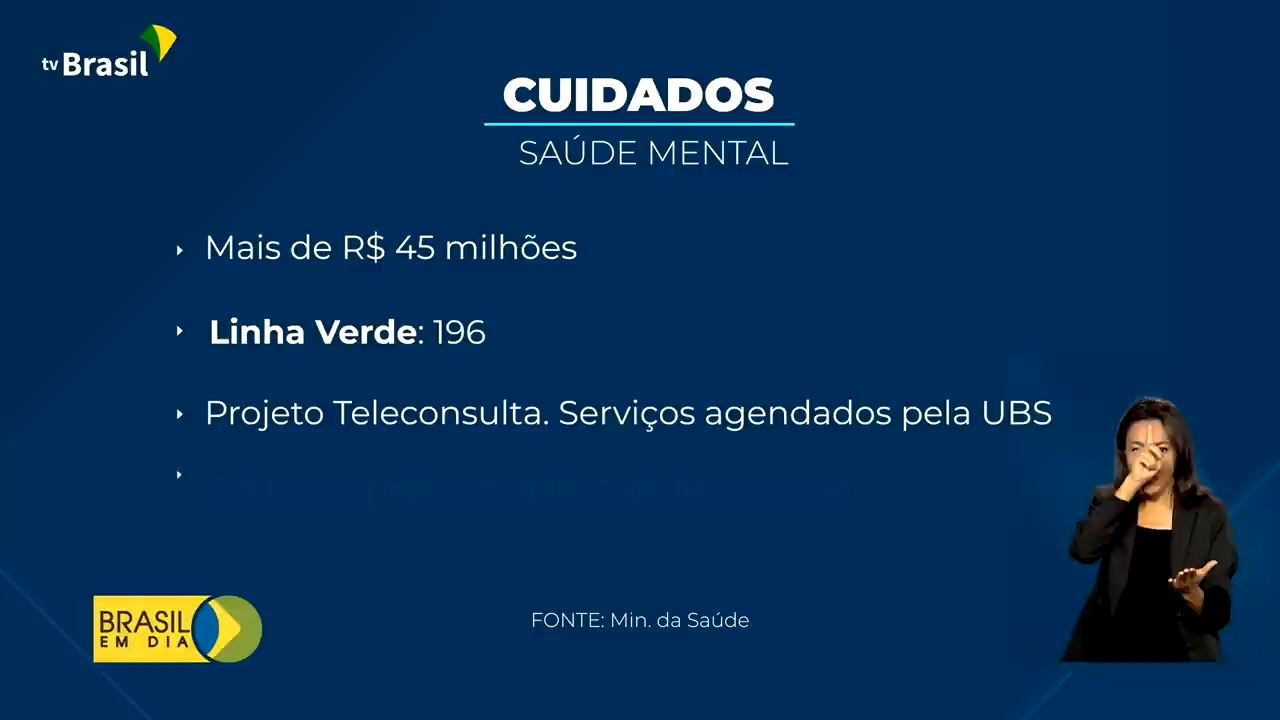 tv Brasil
CUIDADOS
SAÚDE MENTAL
Mais de R$ 45 milhões
Linha Verde: 196
Projeto Teleconsulta. Serviços agendados pela UBS
BRASIL
EM DIA
FONTE: Min. da Saúde